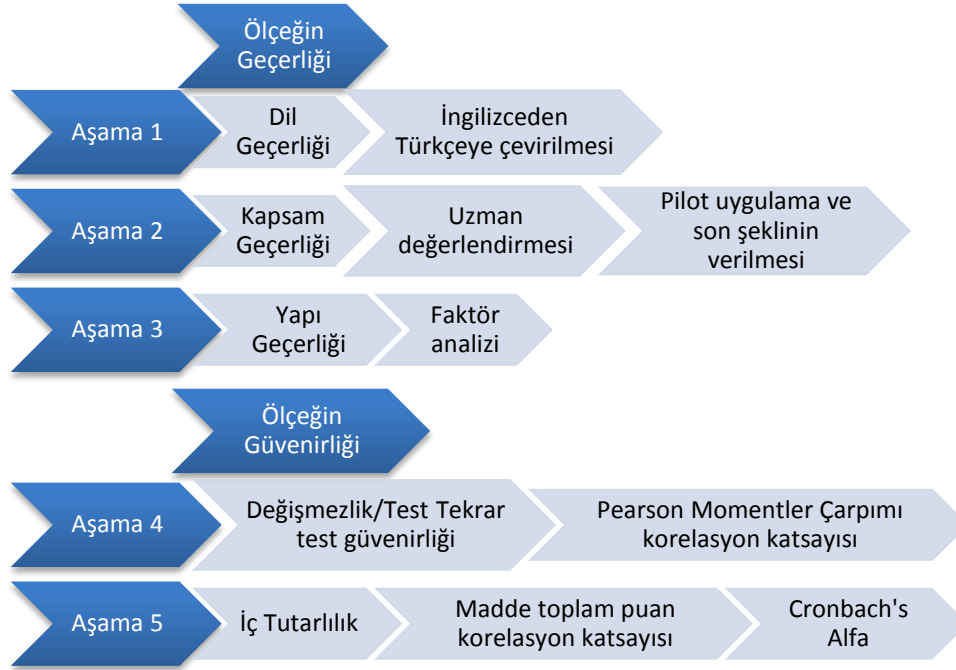 Ölçeğin
Geçerliği
Aşama 1
Dil
Geçerliği
İngilizceden
Türkçeye çevirilmesi
Aşama 2
Kapsam
Geçerliği
Uzman
değerlendirmesi
Pilot uygulama ve
son şeklinin
verilmesi
Aşama 3
Yapı
Geçerliği
Faktör
analizi
Ölçeğin
Güvenirliği
Aşama 4
Değişmezlik/Test Tekrar
test güvenirliği
Pearson Momentler Çarpımı
korelasyon katsayısı
Aşama 5
İç Tutarlılık
Madde toplam puan
korelasyon katsayısı
Cronbach's
Alfa